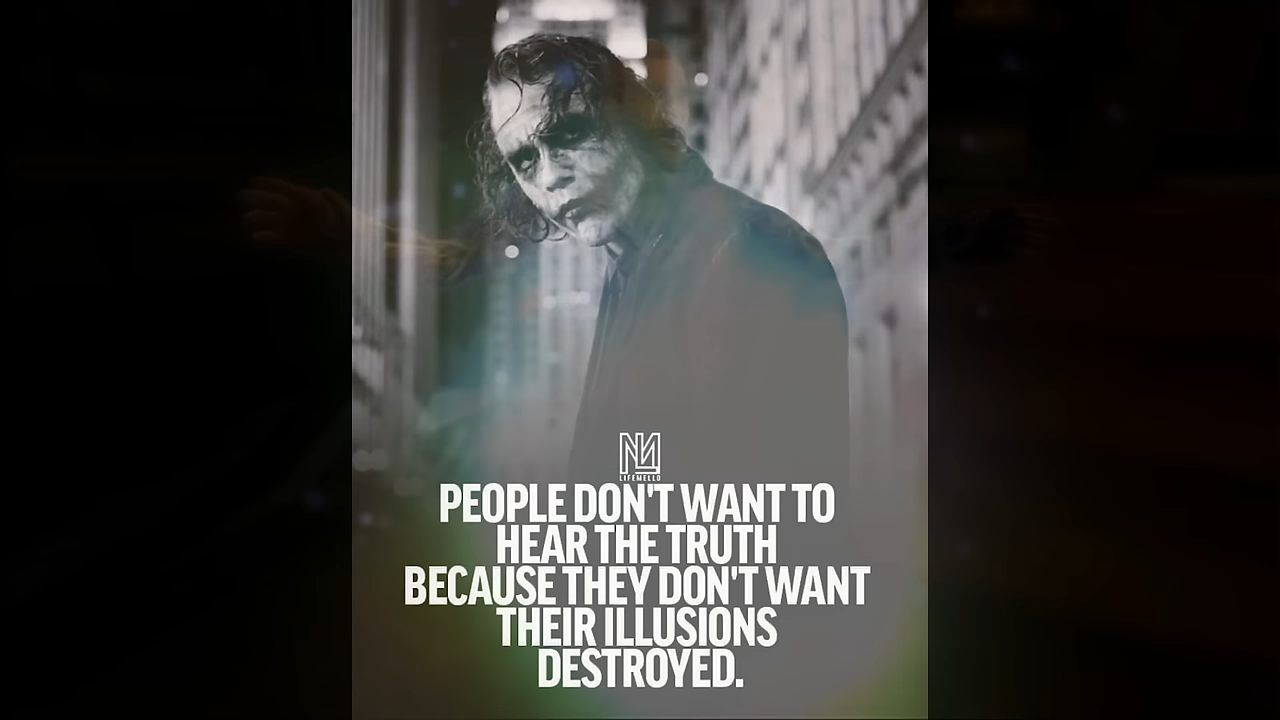 LIFEMELLO
PEOPLE DON'T WANT TO
HEAR THE TRUTH
BECAUSE THEY DON'T WANT
THEIR ILLUSIONS
DESTROYED.